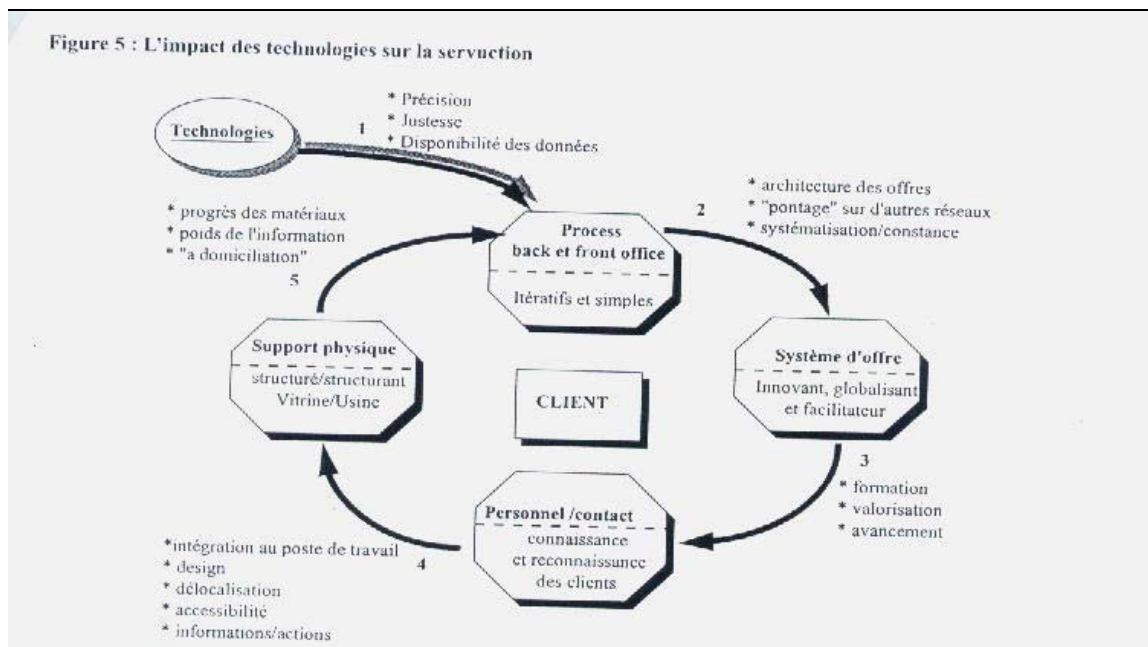 Figure 5 : L'impact des technologies sur la servuction
Technologies
1
* Précision
* Justesse
* Disponibilité des données
Process
back et front office
Itératifs et simples
2
* architecture des offres
* "pontage" sur d'autres réseaux
* systématisation/constance
Système d'offre
Innovant, globalisant
et facilitateur
3
* formation
* valorisation
* avancement
Personnel /contact
connaissance
et reconnaissance
des clients
4
*intégration au poste de travail
* design
* délocalisation
* accessibilité
* informations/actions
Support physique
structuré/structurant
Vitrine/Usine
5
* progrès des matériaux
* poids de l'information
* "a domiciliation"
CLIENT